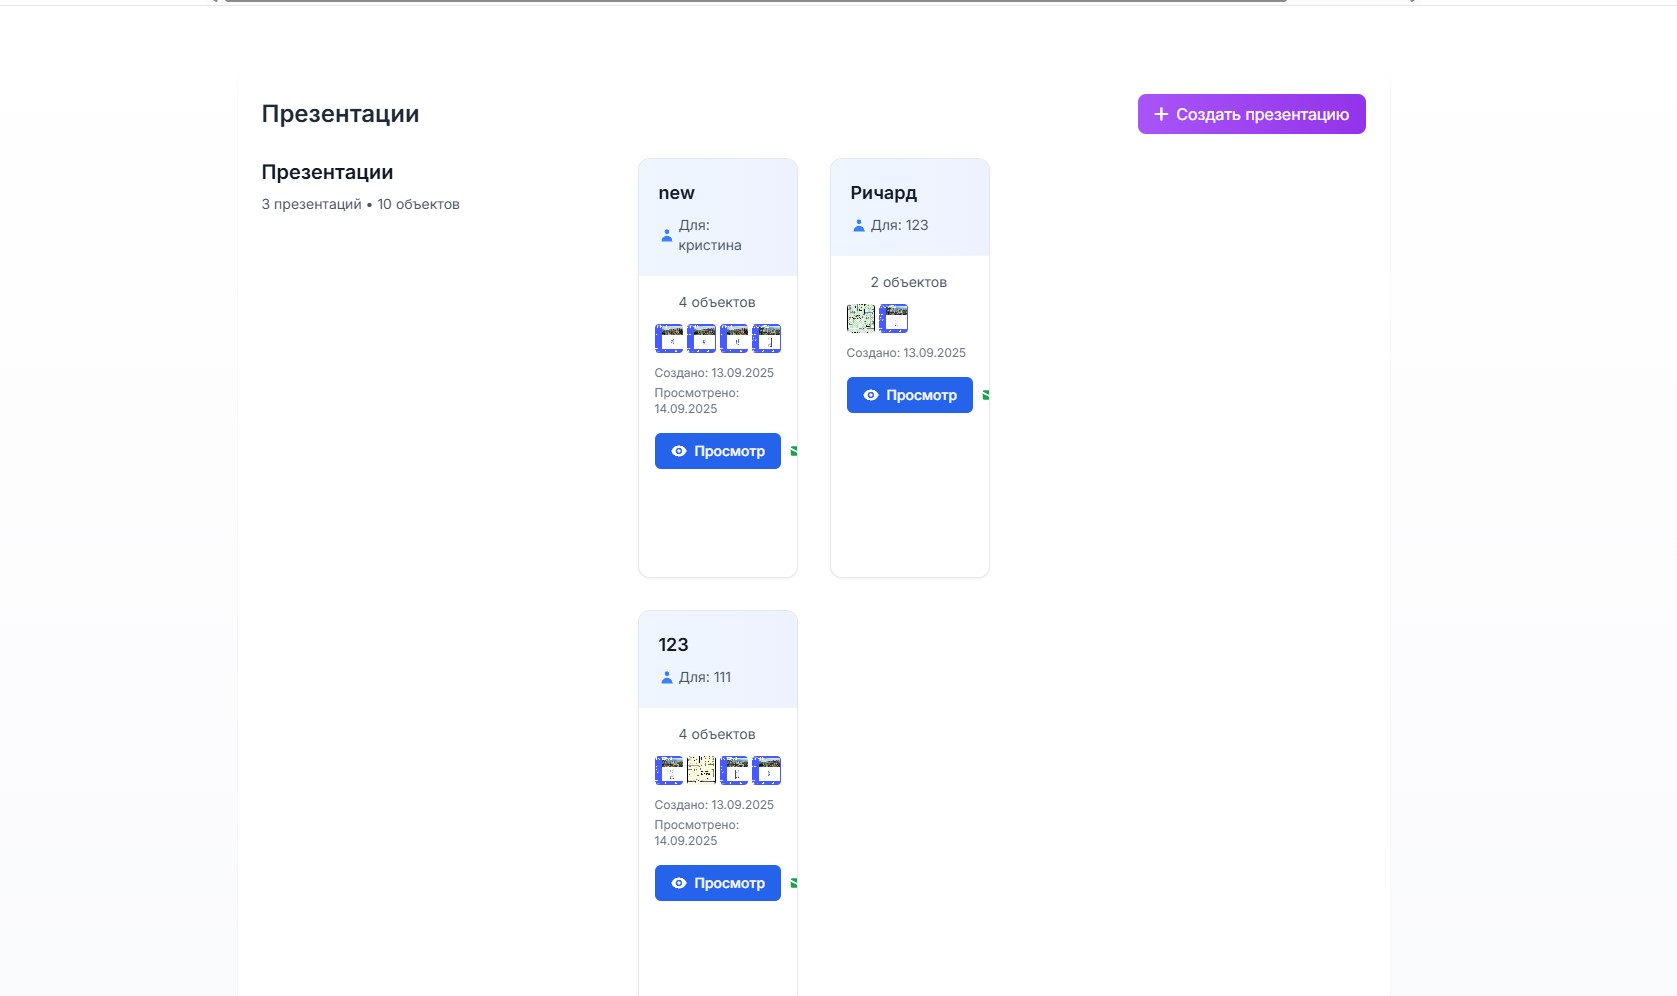 Презентации
Создать презентацию
Презентации
3 презентаций • 10 объектов
new
Для:
кристина
4 объектов
Создано: 13.09.2025
Просмотрено:
14.09.2025
Просмотр
Ричард
Для: 123
2 объектов
Создано: 13.09.2025
Просмотр
123
Для: 111
4 объектов
Создано: 13.09.2025
Просмотрено:
14.09.2025
Просмотр